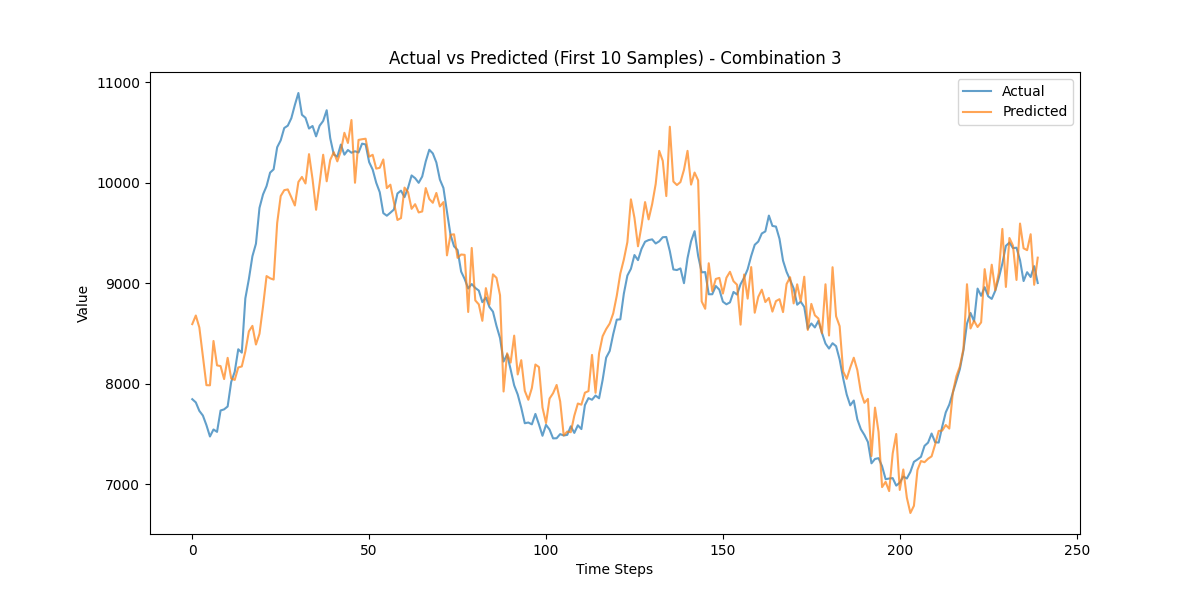 Actual vs Predicted (First 10 Samples) - Combination 3
Actual
Predicted
11000
10000
9000
8000
7000
Value
0
50
100
150
200
250
Time Steps